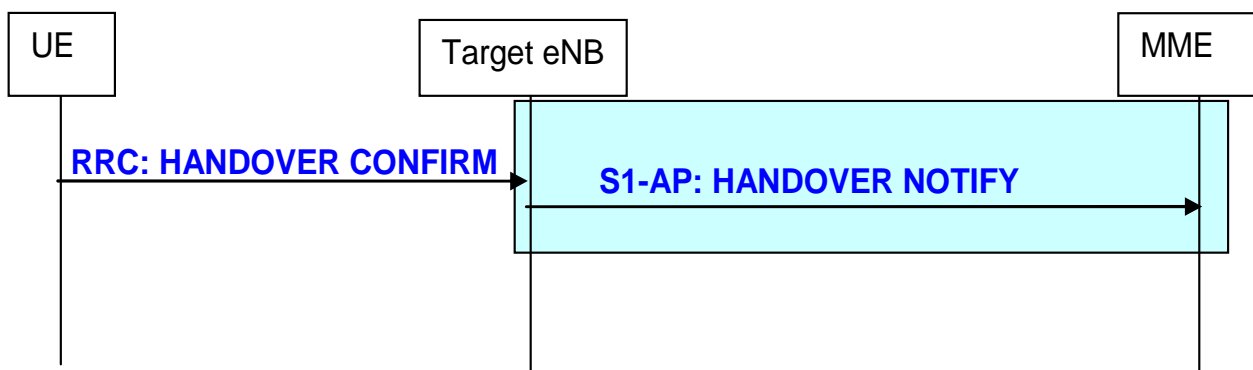 UE
Target eNB
MME
RRC: HANDOVER CONFIRM
S1-AP: HANDOVER NOTIFY